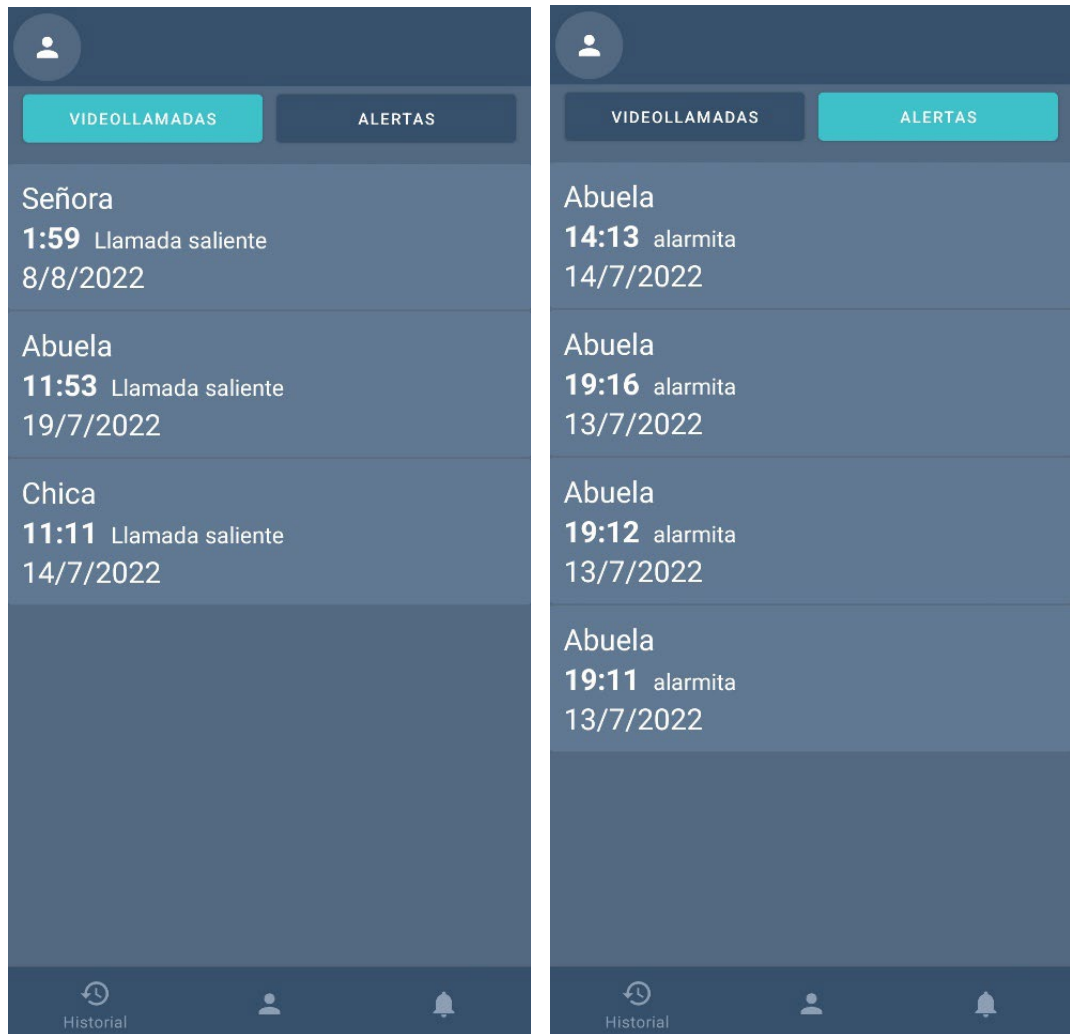 VIDEOLLAMADAS ALERTAS
Señora
1:59 Llamada saliente
8/8/2022
Abuela
11:53 Llamada saliente
19/7/2022
Chica
11:11 Llamada saliente
14/7/2022
Historial
VIDEOLLAMADAS ALERTAS
Abuela
14:13 alarmita
14/7/2022
Abuela
19:16 alarmita
13/7/2022
Abuela
19:12 alarmita
13/7/2022
Abuela
19:11 alarmita
13/7/2022
Historial